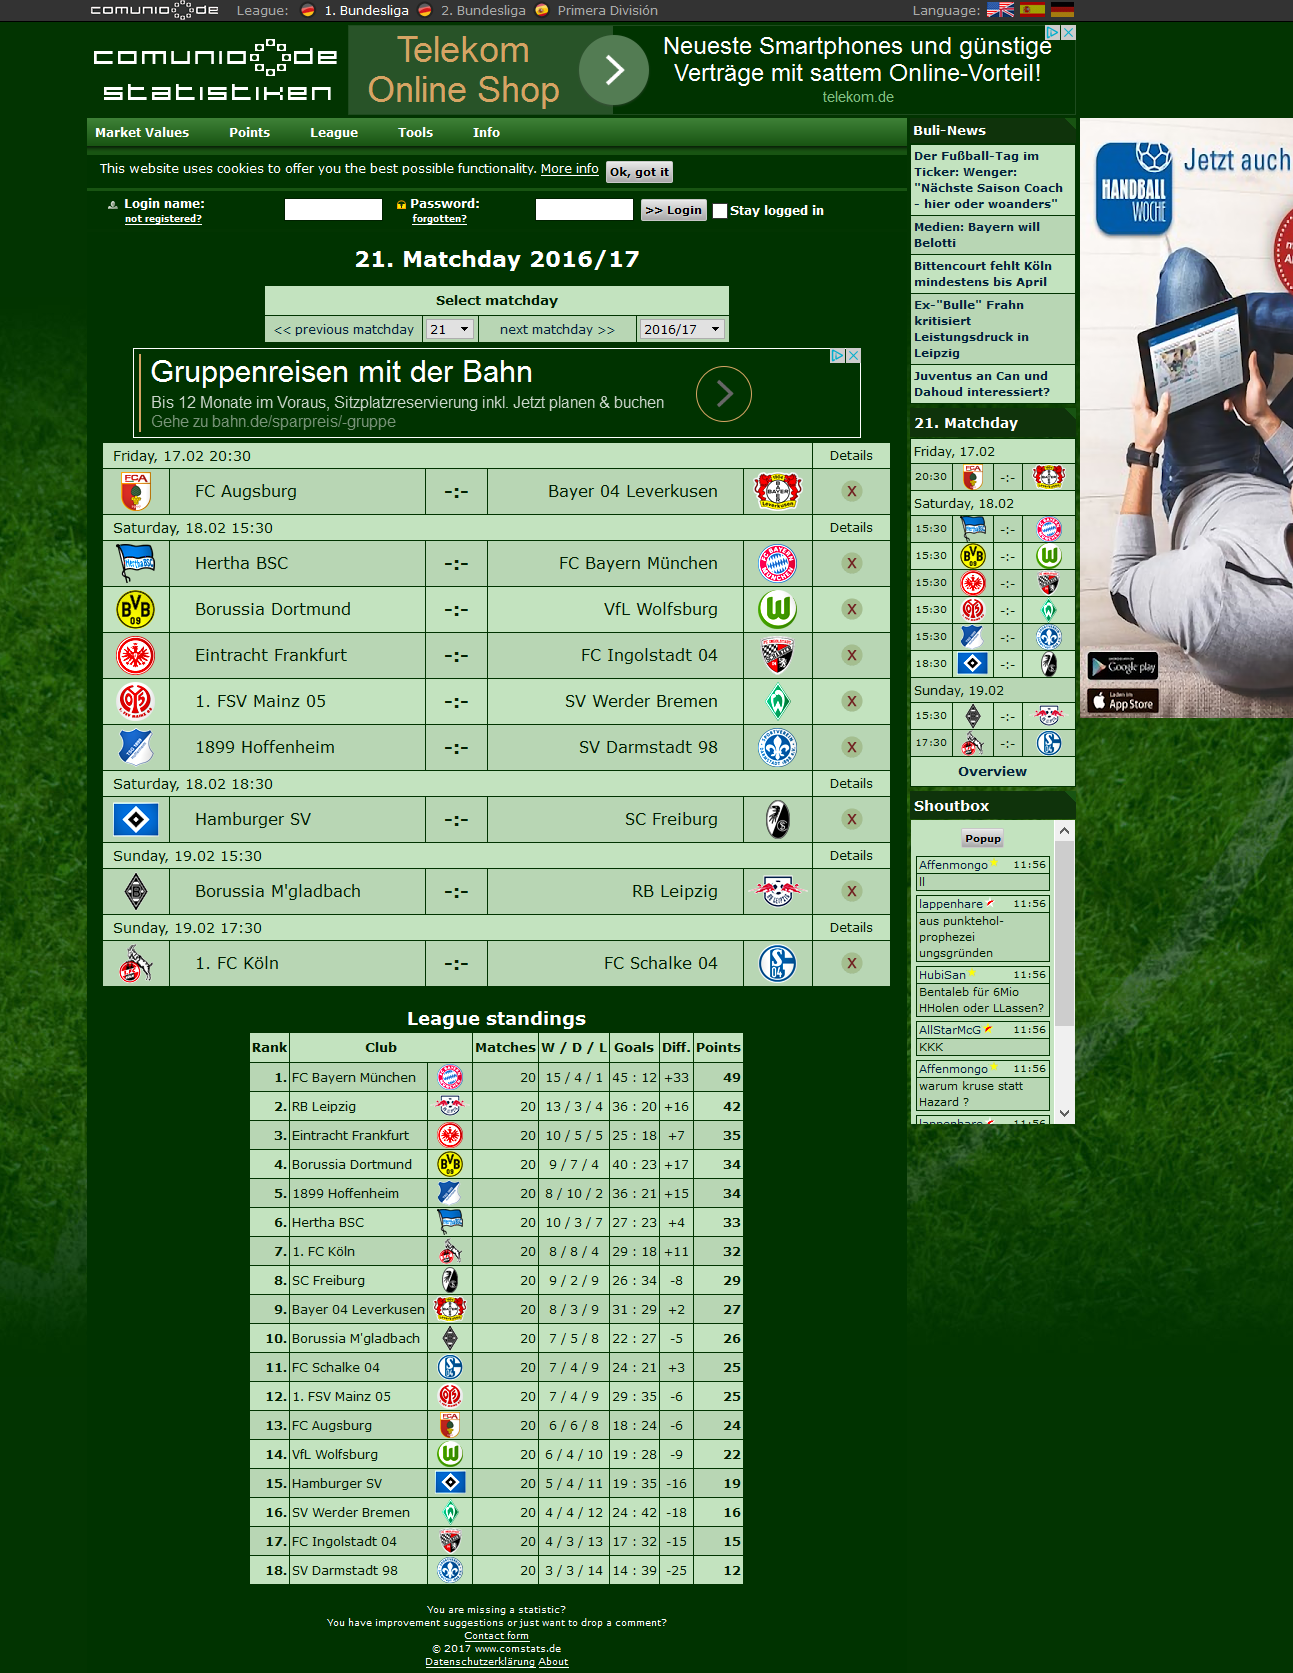 comunio de League: 1. Bundesliga 2. Bundesliga Primera División Language:
comunio de
statistiken
Telekom
Online Shop
Neueste Smartphones und günstige
Verträge mit sattem Online-Vorteil!
telekom.de
Market Values Points League Tools Info
This website uses cookies to offer you the best possible functionality. More info Ok, got it
Login name: Password: >> Login Stay logged in
not registered? forgotten?
21. Matchday 2016/17
Select matchday
<< previous matchday 21 next matchday >> 2016/17
Gruppenreisen mit der Bahn
Bis 12 Monate im Voraus, Sitzplatzreservierung inkl. Jetzt planen & buchen
Gehe zu bahn.de/sparpreis/-gruppe
Friday, 17.02 20:30 Details
FC Augsburg -:- Bayer 04 Leverkusen X
Saturday, 18.02 15:30 Details
Hertha BSC -:- FC Bayern München X
Borussia Dortmund -:- VfL Wolfsburg X
Eintracht Frankfurt -:- FC Ingolstadt 04 X
1. FSV Mainz 05 -:- SV Werder Bremen X
1899 Hoffenheim -:- SV Darmstadt 98 X
Saturday, 18.02 18:30 Details
Hamburger SV -:- SC Freiburg X
Sunday, 19.02 15:30 Details
Borussia M'gladbach -:- RB Leipzig X
Sunday, 19.02 17:30 Details
1. FC Köln -:- FC Schalke 04 X
League standings
Rank Club Matches W / D / L Goals Diff. Points
1. FC Bayern München 20 15 / 4 / 1 45 : 12 +33 49
2. RB Leipzig 20 13 / 3 / 4 36 : 20 +16 42
3. Eintracht Frankfurt 20 10 / 5 / 5 25 : 18 +7 35
4. Borussia Dortmund 20 9 / 7 / 4 40 : 23 +17 34
5. 1899 Hoffenheim 20 8 / 10 / 2 36 : 21 +15 34
6. Hertha BSC 20 10 / 3 / 7 27 : 23 +4 33
7. 1. FC Köln 20 8 / 8 / 4 29 : 18 +11 32
8. SC Freiburg 20 9 / 2 / 9 26 : 34 -8 29
9. Bayer 04 Leverkusen 20 8 / 3 / 9 31 : 29 +2 27
10. Borussia M'gladbach 20 7 / 5 / 8 22 : 27 -5 26
11. FC Schalke 04 20 7 / 4 / 9 24 : 21 +3 25
12. 1. FSV Mainz 05 20 7 / 4 / 9 29 : 35 -6 25
13. FC Augsburg 20 6 / 6 / 8 18 : 24 -6 24
14. VfL Wolfsburg 20 6 / 4 / 10 19 : 28 -9 22
15. Hamburger SV 20 5 / 4 / 11 19 : 35 -16 19
16. SV Werder Bremen 20 4 / 4 / 12 24 : 42 -18 16
17. FC Ingolstadt 04 20 4 / 3 / 13 17 : 32 -15 15
18. SV Darmstadt 98 20 3 / 3 / 14 14 : 39 -25 12
You are missing a statistic?
You have improvement suggestions or just want to drop a comment?
Contact form
© 2017 www.comstats.de
Datenschutzerklärung About
Buli-News
Der Fußball-Tag im
Ticker: Wenger:
"Nächste Saison Coach
- hier oder woanders"
Medien: Bayern will
Belotti
Bittencourt fehlt Köln
mindestens bis April
Ex-"Bulle" Frahn
kritisiert
Leistungsdruck in
Leipzig
Juventus an Can und
Dahoud interessiert?
21. Matchday
Friday, 17.02
20:30 -:-
Saturday, 18.02
15:30 -:-
15:30 -:-
15:30 -:-
15:30 -:-
15:30 -:-
18:30 -:-
Sunday, 19.02
15:30 -:-
17:30 -:-
Overview
Shoutbox
Popup
Affenmongo 11:56
ll
lappenhare 11:56
aus punktehol-
prophezei
ungsgründen
HubiSan 11:56
Bentaleb für 6Mio
HHolen oder LLassen?
AllStarMcG 11:56
KKK
Affenmongo 11:56
warum kruse statt
Hazard ?
lappenhare 11:56
Jetzt auch
HANDBALL
WOCHE
Google play
Laden im
App Store